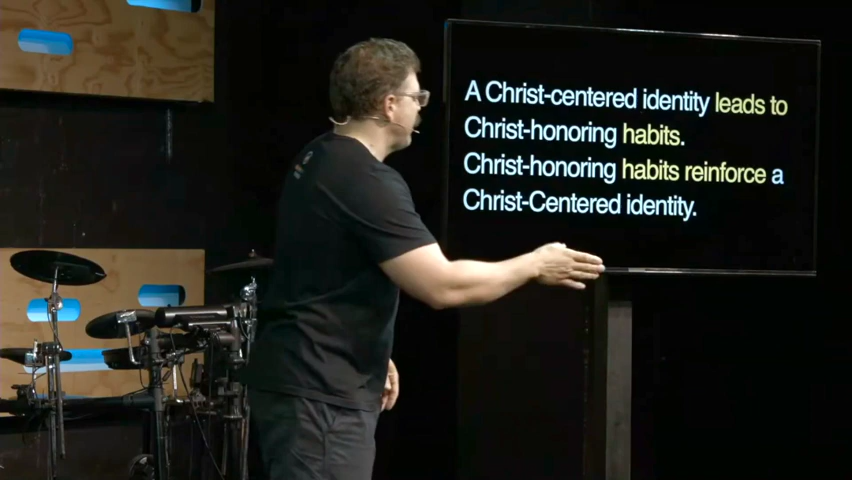 A Christ-centered identity leads to
Christ-honoring habits.
Christ-honoring habits reinforce a
Christ-Centered identity.